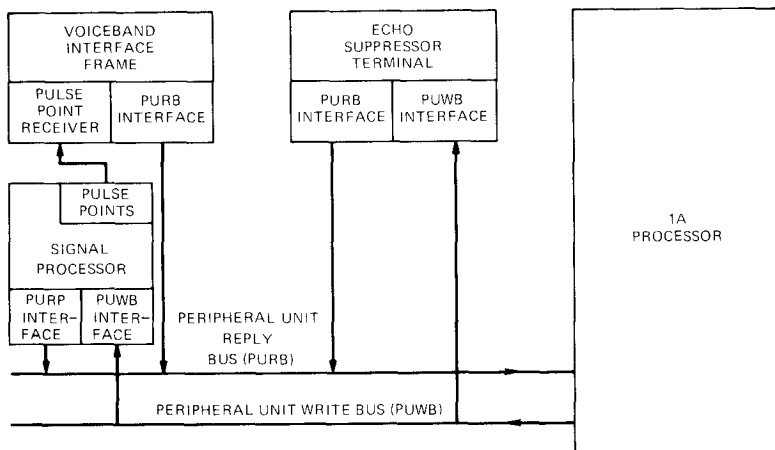 VOICEBAND
INTERFACE
FRAME
PULSE
POINT
RECEIVER
PURB
INTERFACE
ECHO
SUPPRESSOR
TERMINAL
PURB
INTERFACE
PUWB
INTERFACE
PULSE
POINTS
SIGNAL
PROCESSOR
PURP
INTER-
FACE
PUWB
INTER-
FACE
1A
PROCESSOR
PERIPHERAL UNIT
REPLY
BUS (PURB)
PERIPHERAL UNIT WRITE BUS (PUWB)